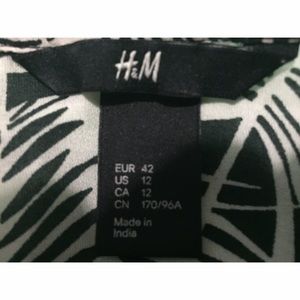 H&M
EUR 42
US 12
CA 12
CN 170/96A
Made in
India